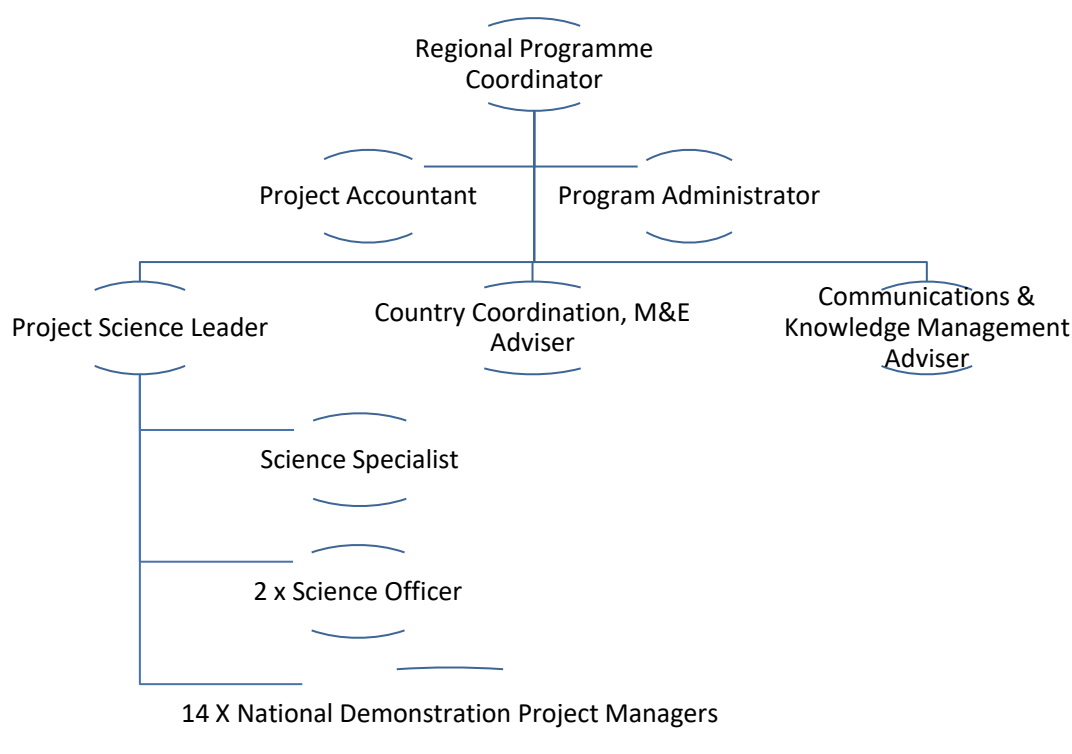 Regional Programme
Coordinator
Project Accountant
Program Administrator
Project Science Leader
Country Coordination, M&E
Adviser
Communications &
Knowledge Management
Adviser
Science Specialist
2 x Science Officer
14 X National Demonstration Project Managers